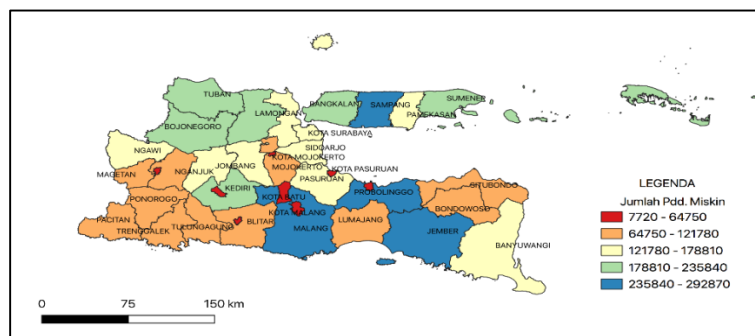 TUBAN
LAMONGAN
BANGKALAN
SAMPANG
SUMENEP
PAMEKASAN
BOJONEGORO
KOTA SURABAYA
NGAWI
SIDOARJO
JOMBANG
KOTA MOJOKERTO
MAGETAN
NGANJUK
MOJOKERTO
KOTA PASURUAN
PASURUAN
KEDIRI
PROBOLINGGO
SITUBONDO
PONOROGO
KOTA BATU
BONDOWOSO
PACITAN
KOTA MALANG
TULUNGAGUNG
BLITAR
LUMAJANG
TRENGGALEK
MALANG
JEMBER
BANYUWANGI
LEGENDA
Jumlah Pdd. Miskin
7720 - 64750
64750 - 121780
121780 - 178810
178810 - 235840
235840 - 292870
0 75 150 km